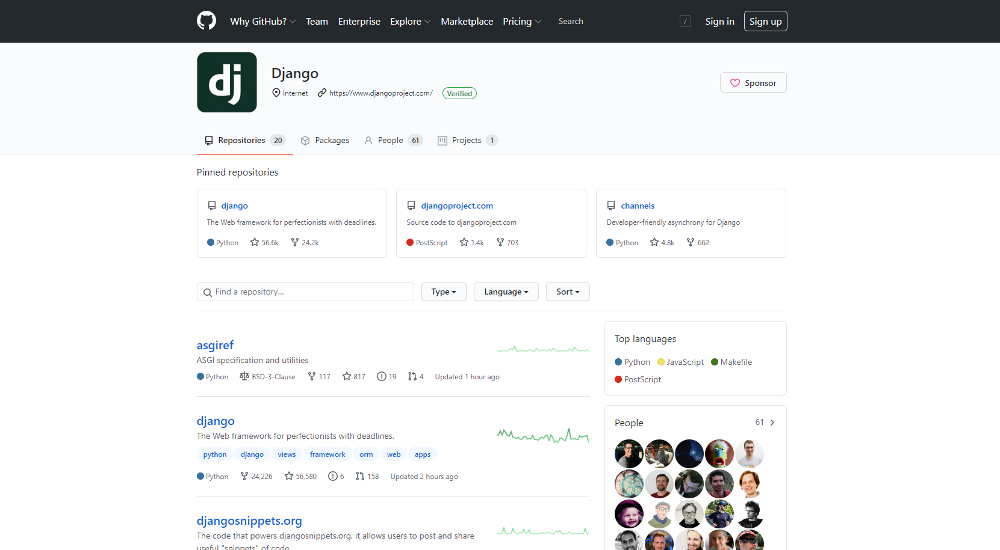 Why GitHub? Team Enterprise Explore Marketplace Pricing Search / Sign in Sign up
dj
Django
Internet https://www.djangoproject.com/ Verified
Sponsor
Repositories 20 Packages People 61 Projects 1
Pinned repositories
django
The Web framework for perfectionists with deadlines.
Python 56.6k 24.2k
djangoproject.com
Source code to djangoproject.com
PostScript 1.4k 703
channels
Developer-friendly asynchrony for Django
Python 4.8k 662
Find a repository... Type Language Sort
asgiref
ASGI specification and utilities
Python BSD-3-Clause 117 817 19 4 Updated 1 hour ago
django
The Web framework for perfectionists with deadlines.
python django views framework orm web apps
Python 24,226 56,580 6 158 Updated 2 hours ago
djangosnippets.org
The code that powers djangosnippets.org, it allows users to post and share
useful "snippets" of code.
Top languages
Python JavaScript Makefile
PostScript
People 61